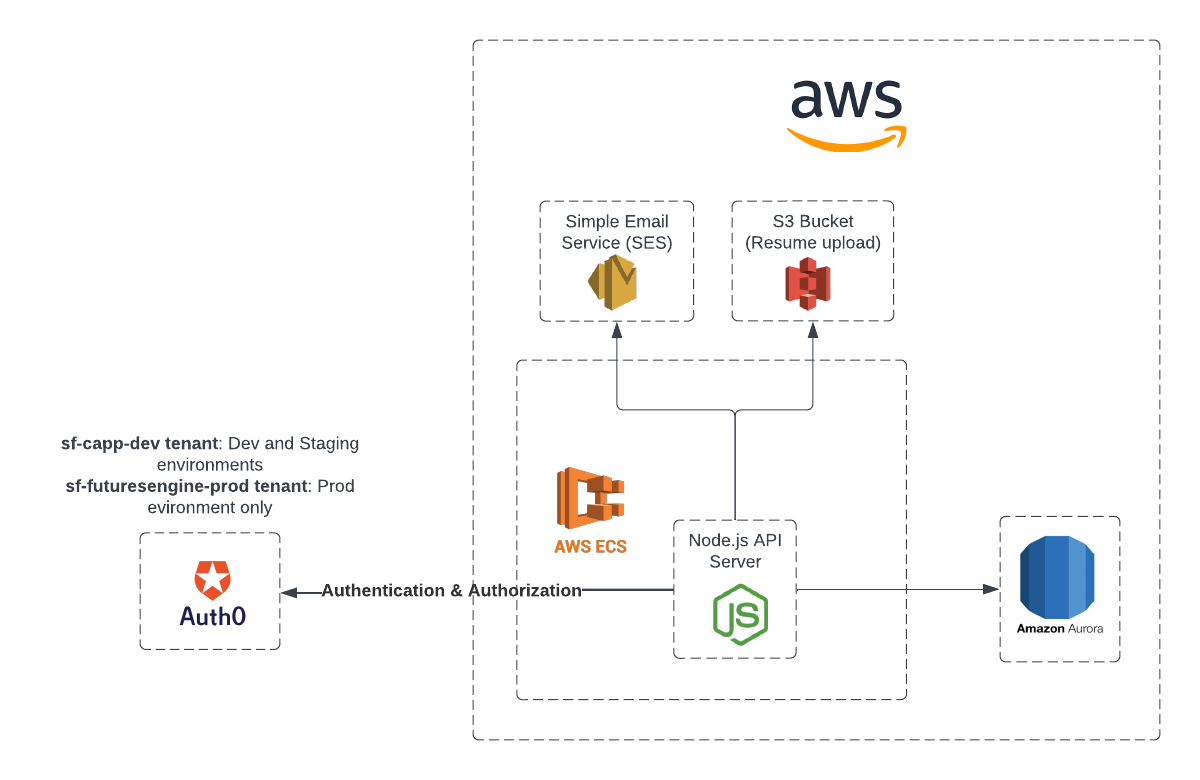 aws
Simple Email
Service (SES)
S3 Bucket
(Resume upload)
sf-capp-dev tenant: Dev and Staging
environments
sf-futuresengine-prod tenant: Prod
evironment only
AWS ECS
Node.js API
Server
JS
Authentication & Authorization
Auth0
Amazon Aurora